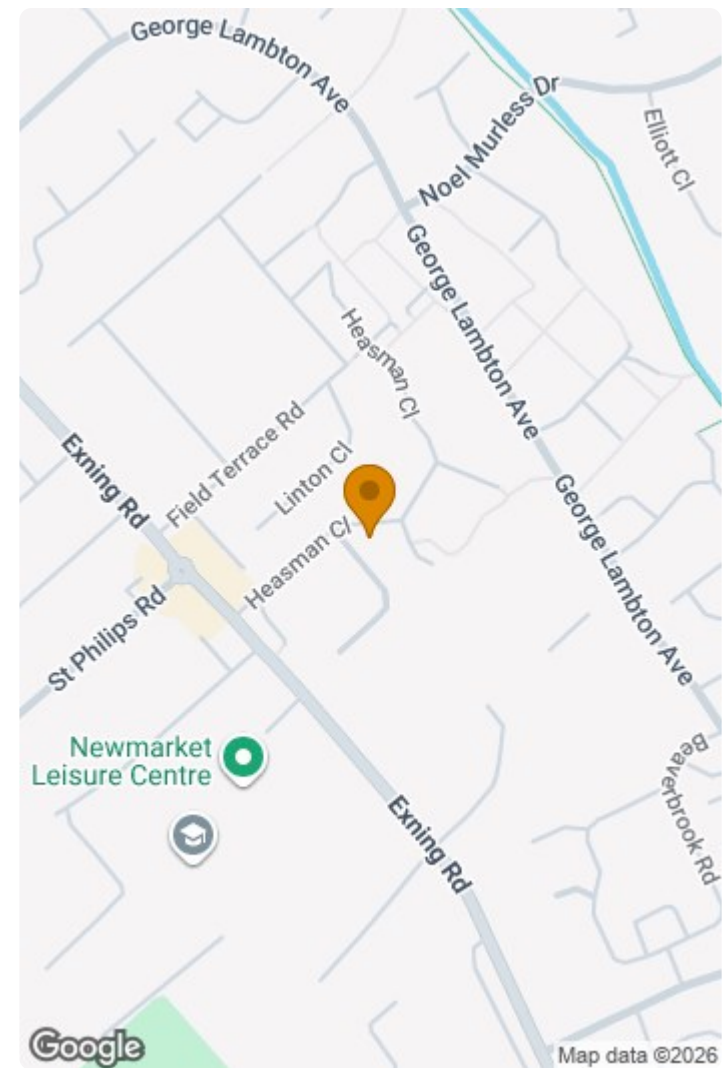 George Lambton Ave
Noel Murless Dr
Elliott Cl
George Lambton Ave
Heasman Cl
Exning Rd
Field Terrace Rd
Linton Cl
Heasman Cl
George Lambton Ave
St Philips Rd
Newmarket
Leisure Centre
Beaverbrook Rd
Exning Rd
Google
Map data ©2026